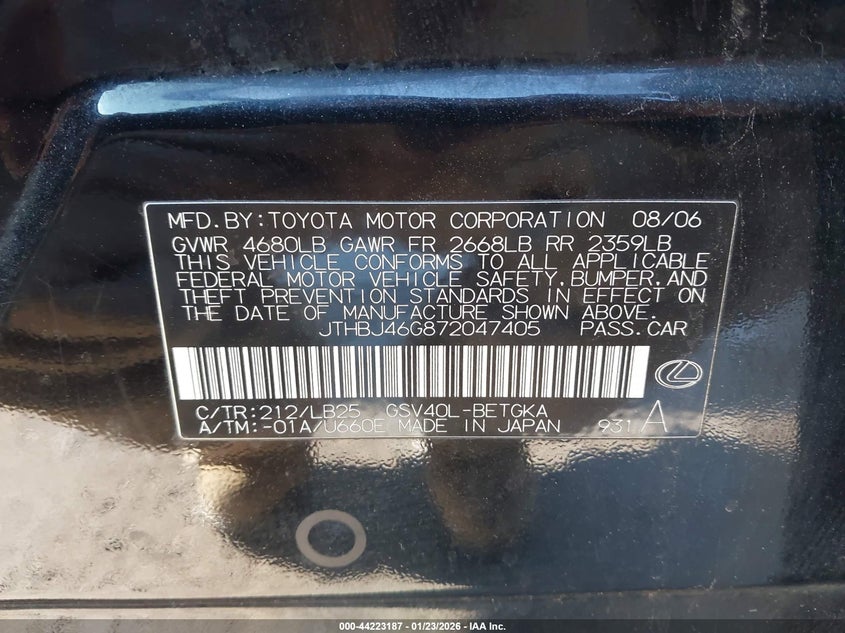 MFD.BY:TOYOTA MOTOR CORPORATION 08/06
GVWR 4680LB GAWR FR 2668LB RR 2359LB
THIS VEHICLE CONFORMS TO ALL APPLICABLE
FEDERAL MOTOR VEHICLE SAFETY,BUMPER,AND
THEFT PREVENTION STANDARDS IN EFFECT ON
THE DATE OF MANUFACTURE SHOWN ABOVE.
JTHBJ46G872047405 PASS.CAR
C/TR:212/LB25 GSV40L-BETGKA
A/TM:-01A/U660E MADE IN JAPAN 931 A
000-44223187 - 01/23/2026 - IAA Inc.